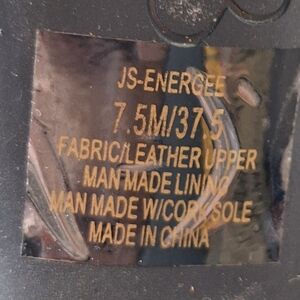 JS-ENERGEE
7.5M/37.5
FABRIC/LEATHER UPPER
MAN MADE LINING
MAN MADE W/CORK SOLE
MADE IN CHINA